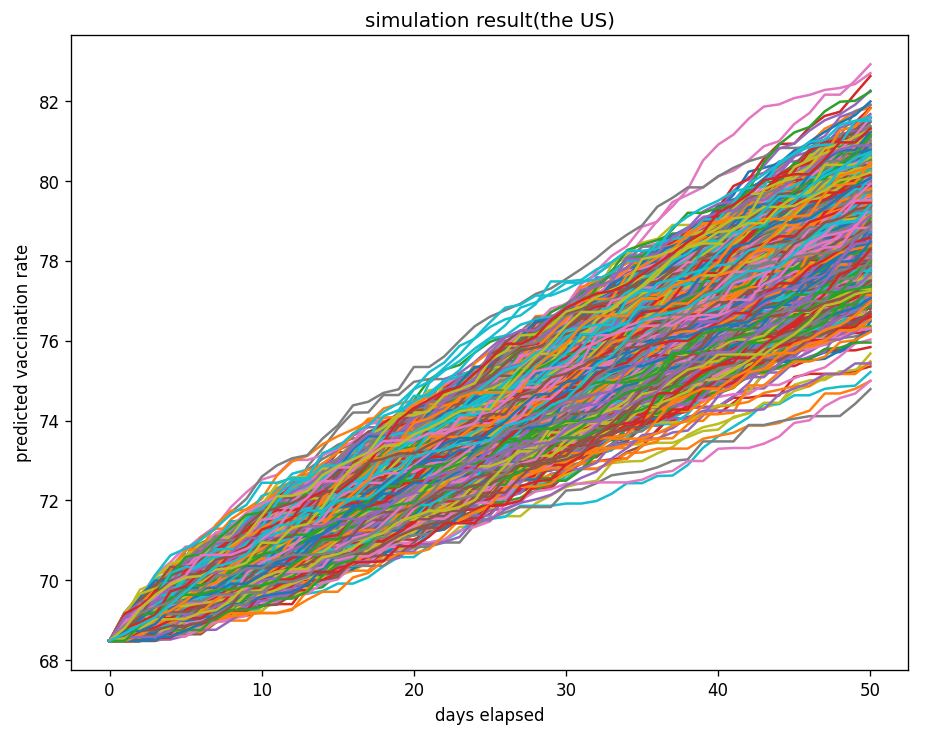 simulation result(the US)
predicted vaccination rate
82
80
78
76
74
72
70
68
0 10 20 30 40 50
days elapsed